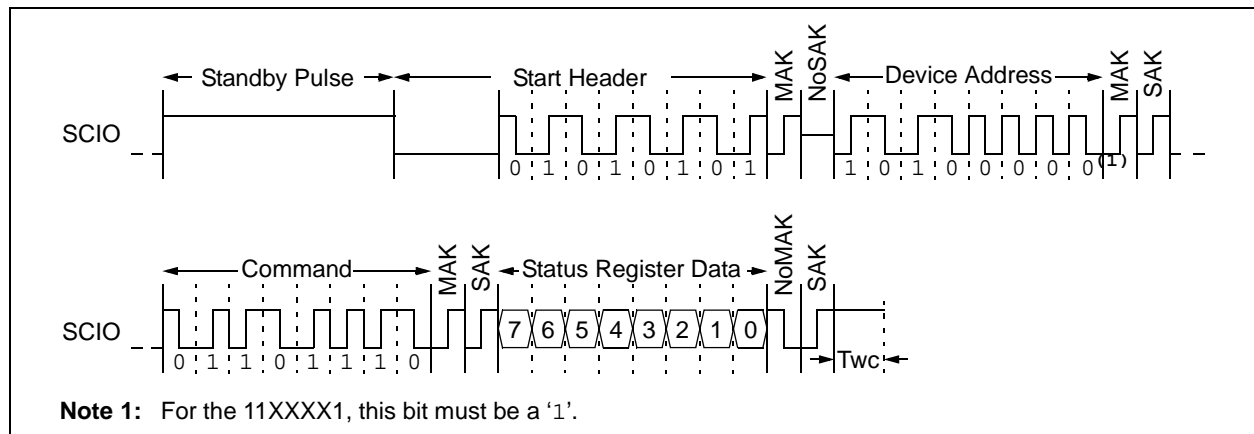 Standby Pulse
Start Header
MAK
NoSAK
Device Address
MAK
SAK
SCIO
0 1 0 1 0 1 0 1
1 0 1 0 0 0 0 0(1)
Command
MAK
SAK
Status Register Data
NoMAK
SAK
SCIO
7 6 5 4 3 2 1 0
0 1 1 0 1 1 1 0
Twc
Note 1: For the 11XXXX1, this bit must be a ‘1’.